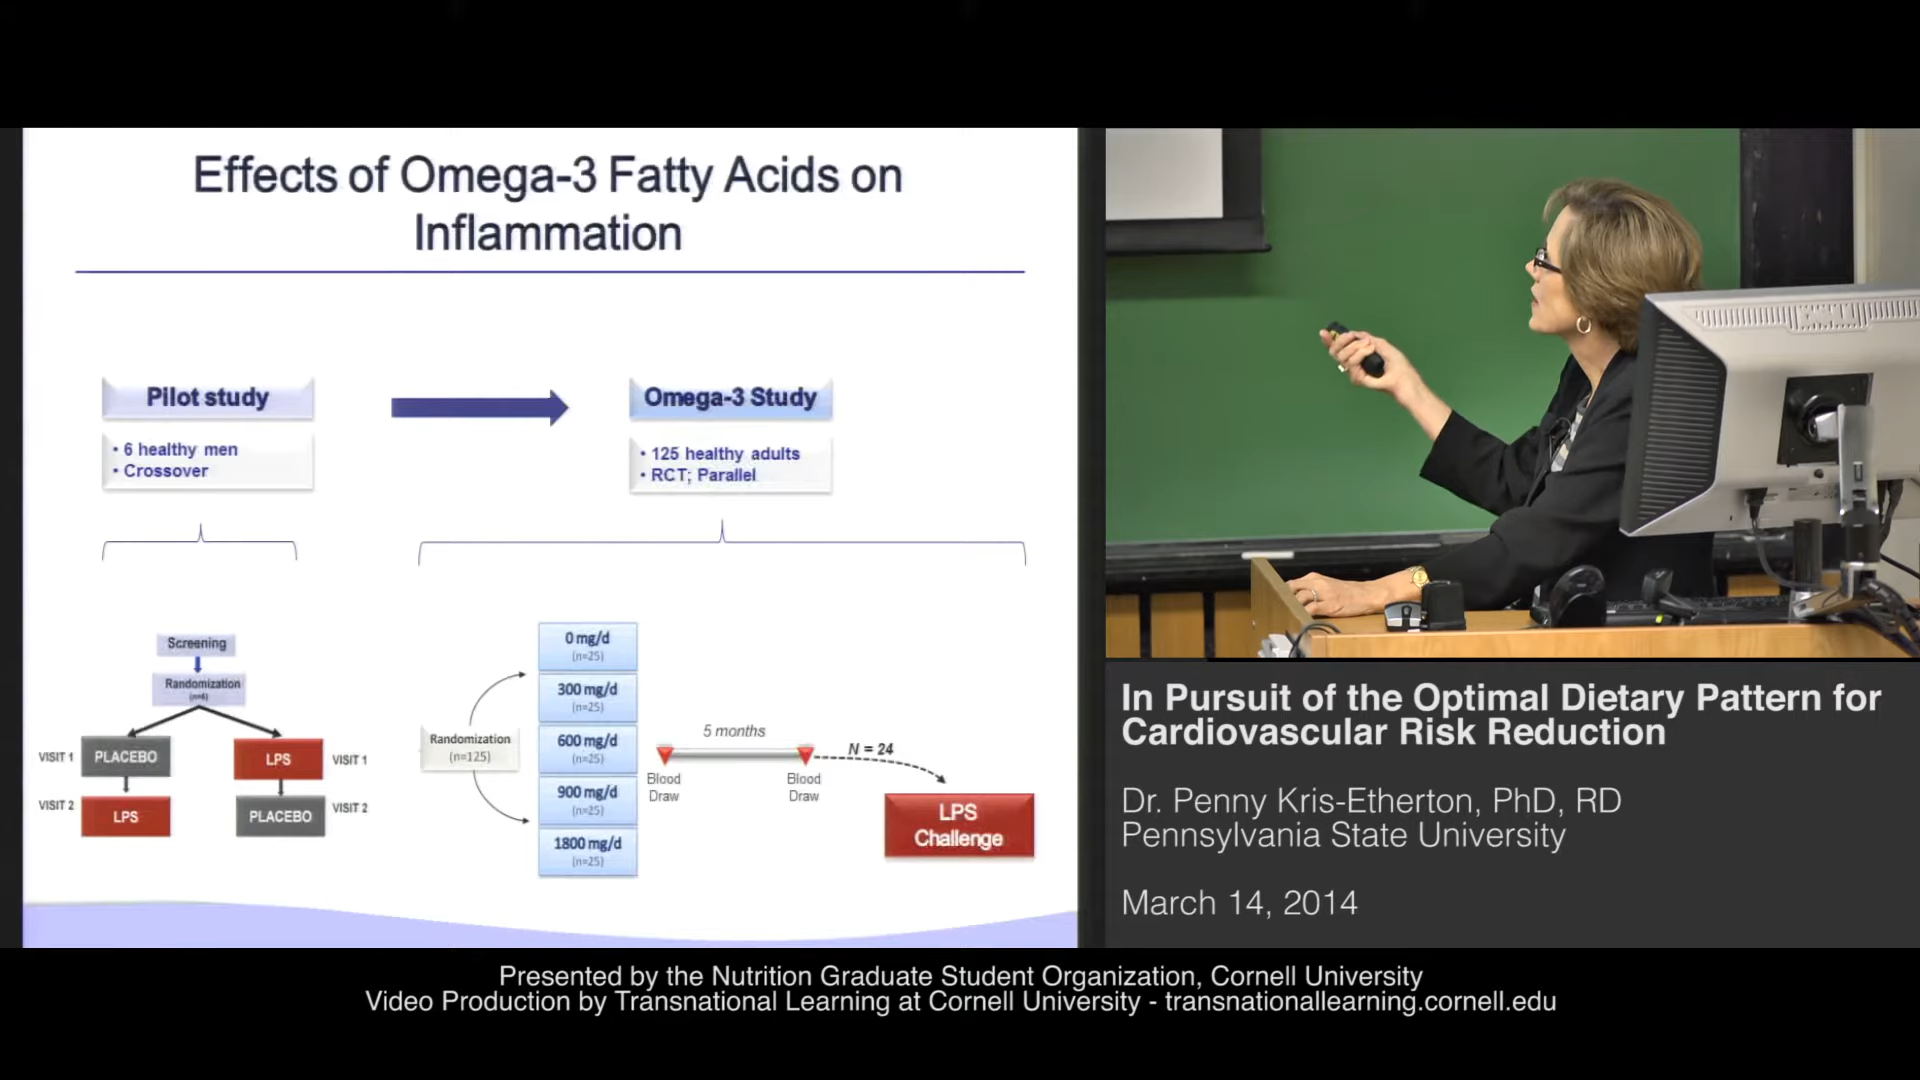 Effects of Omega-3 Fatty Acids on
Inflammation
Pilot study
• 6 healthy men
• Crossover
Omega-3 Study
• 125 healthy adults
• RCT; Parallel
Screening
Randomization
(n=6)
VISIT 1
PLACEBO
LPS
VISIT 1
VISIT 2
LPS
PLACEBO
VISIT 2
Randomization
(n=125)
0 mg/d
(n=25)
300 mg/d
(n=25)
600 mg/d
(n=25)
900 mg/d
(n=25)
1800 mg/d
(n=25)
5 months
Blood
Draw
Blood
Draw
N = 24
LPS
Challenge
In Pursuit of the Optimal Dietary Pattern for
Cardiovascular Risk Reduction
Dr. Penny Kris-Etherton, PhD, RD
Pennsylvania State University
March 14, 2014
Presented by the Nutrition Graduate Student Organization, Cornell University
Video Production by Transnational Learning at Cornell University - transnationallearning.cornell.edu